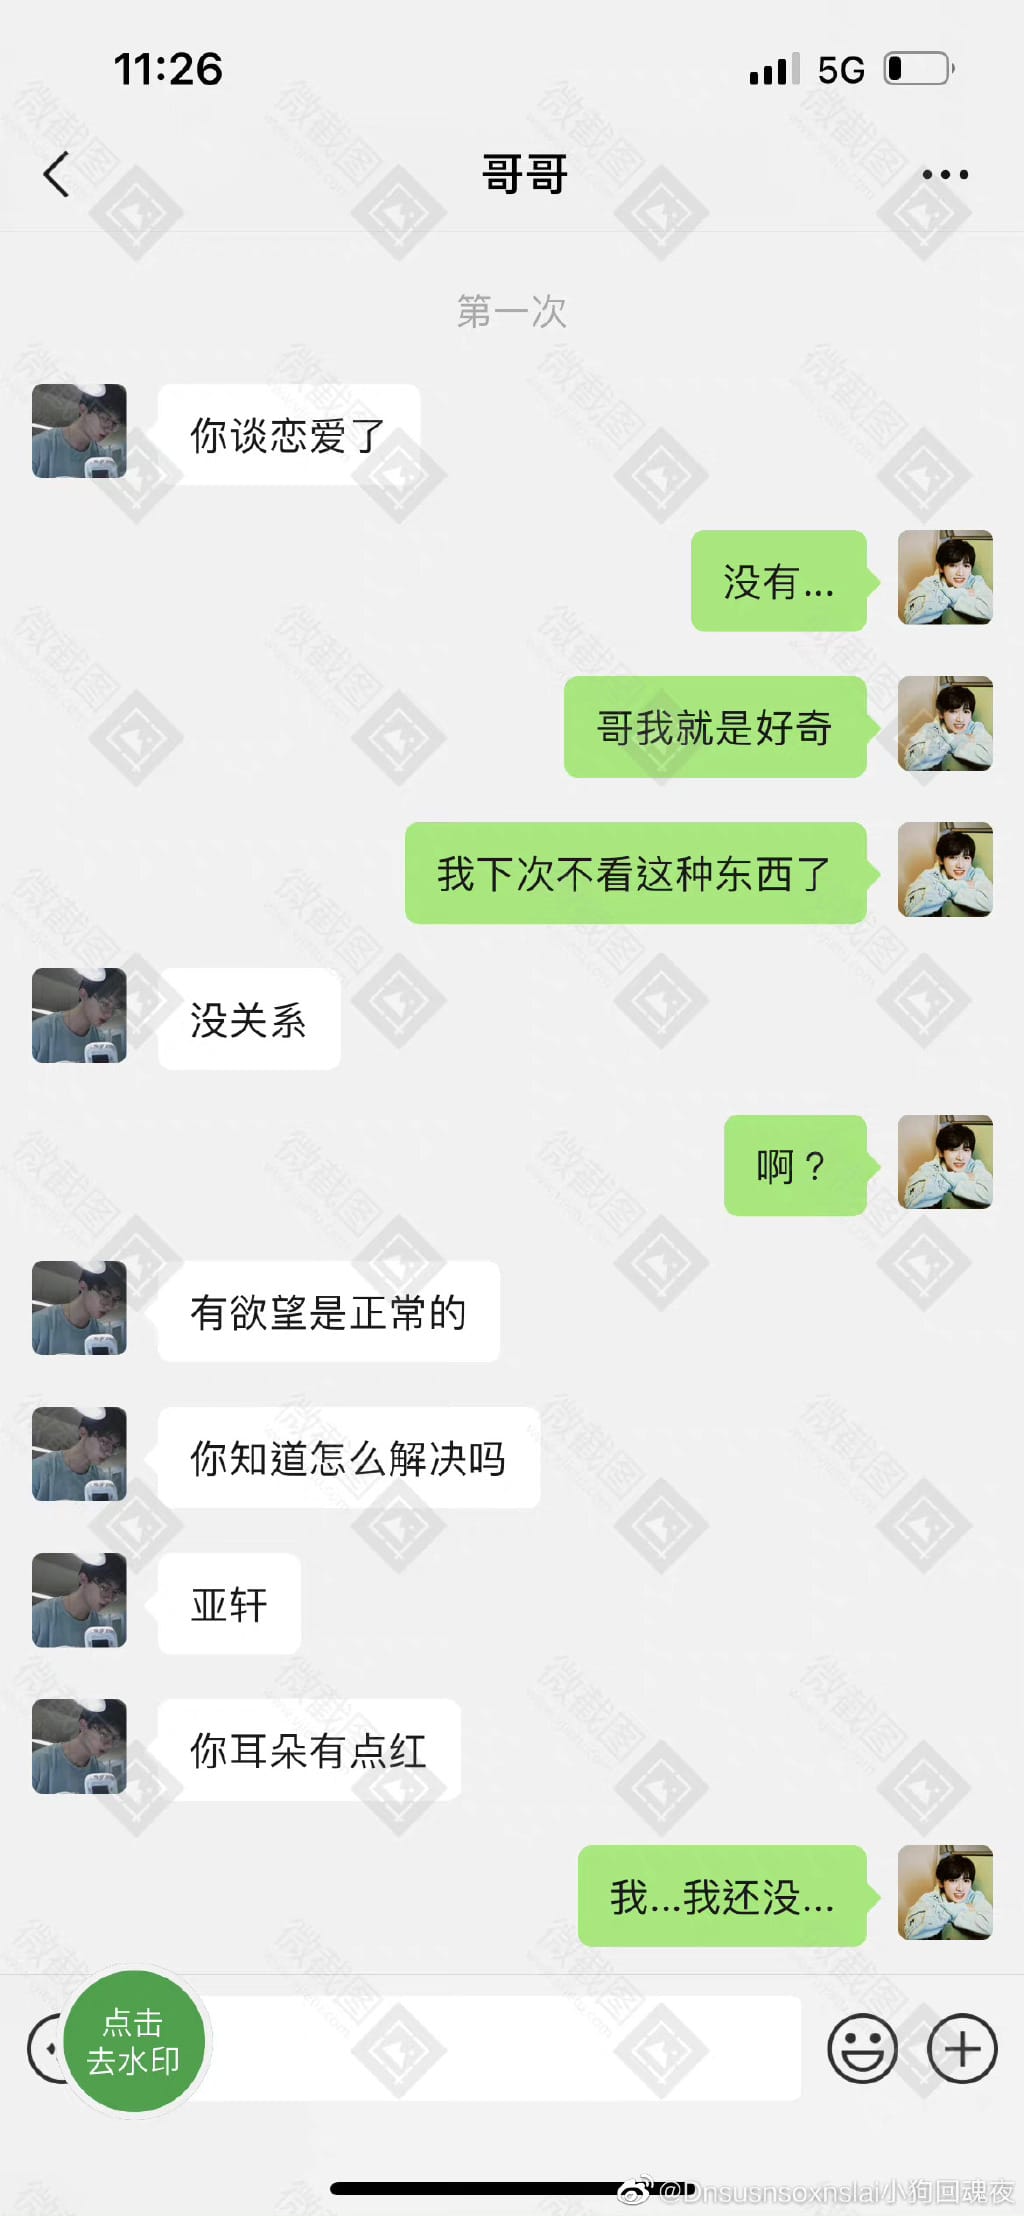 11:26
5G
哥哥
第一次
你谈恋爱了
没有...
哥我就是好奇
我下次不看这种东西了
没关系
啊？
有欲望是正常的
你知道怎么解决吗
亚轩
你耳朵有点红
我...我还没...
点击
去水印
@Dnsusnsoxnslai小狗回魂夜
微截图